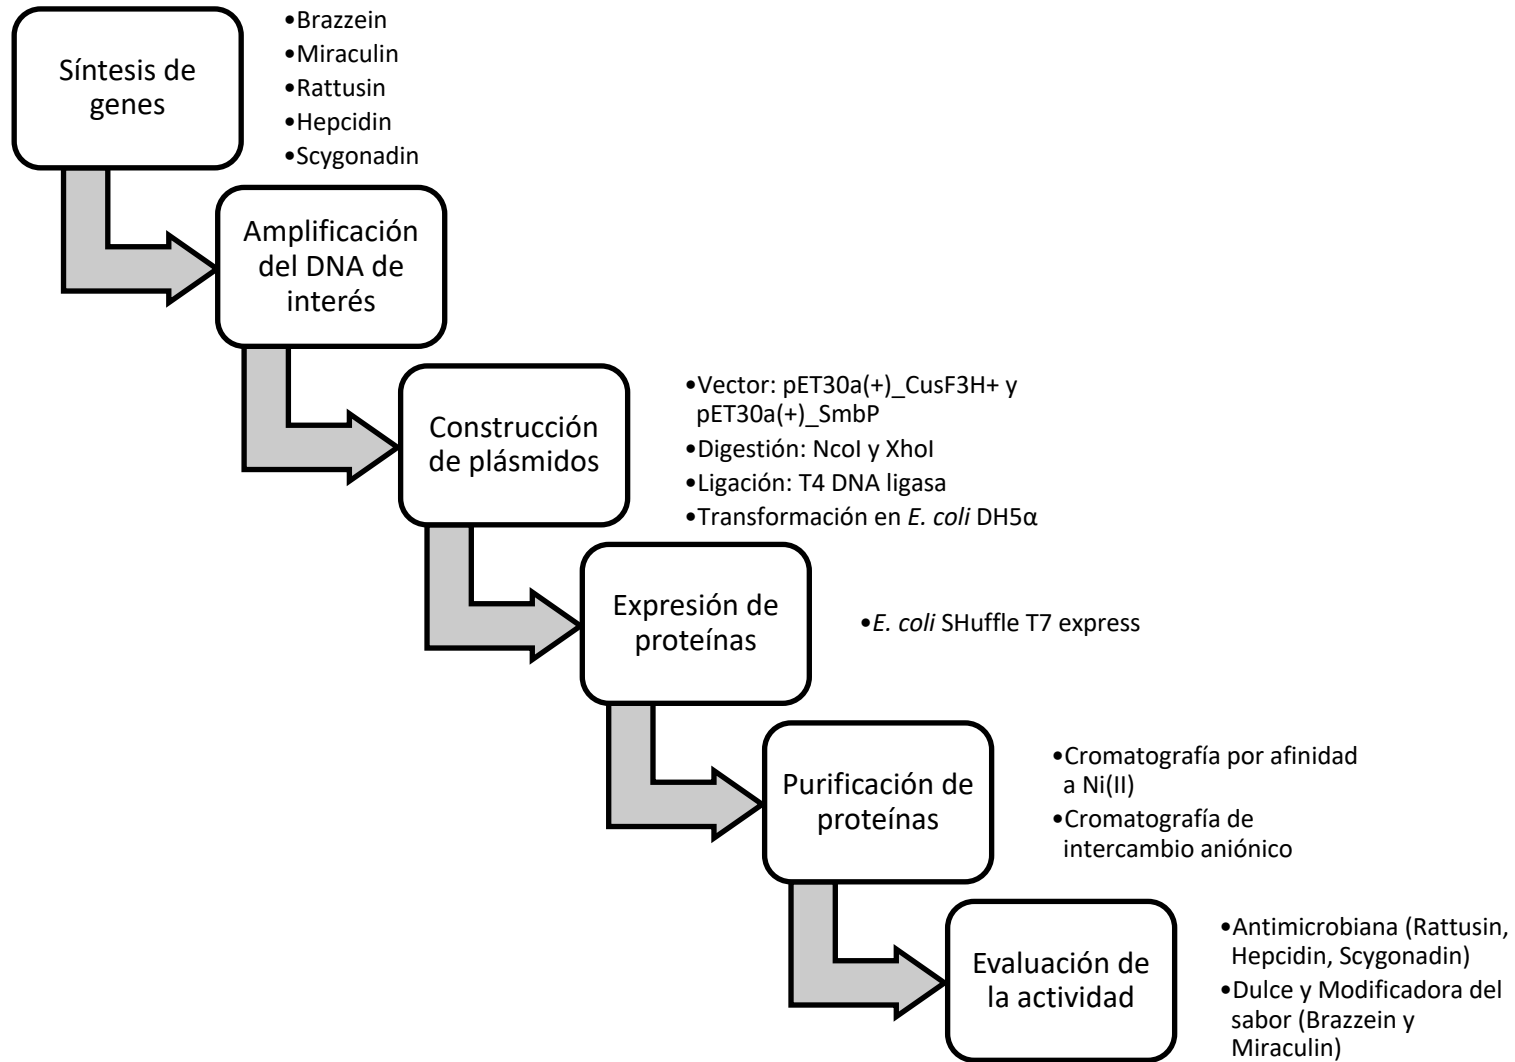 Síntesis de
genes
•Brazzein
•Miraculin
•Rattusin
•Hepcidin
•Scygonadin
Amplificación
del DNA de
interés
Construcción
de plásmidos
•Vector: pET30a(+)_CusF3H+ y
pET30a(+)_SmbP
•Digestión: NcoI y XhoI
•Ligación: T4 DNA ligasa
•Transformación en E. coli DH5α
Expresión de
proteínas
•E. coli SHuffle T7 express
Purificación de
proteínas
•Cromatografía por afinidad
a Ni(II)
•Cromatografía de
intercambio aniónico
Evaluación de
la actividad
•Antimicrobiana (Rattusin,
Hepcidin, Scygonadin)
•Dulce y Modificadora del
sabor (Brazzein y
Miraculin)